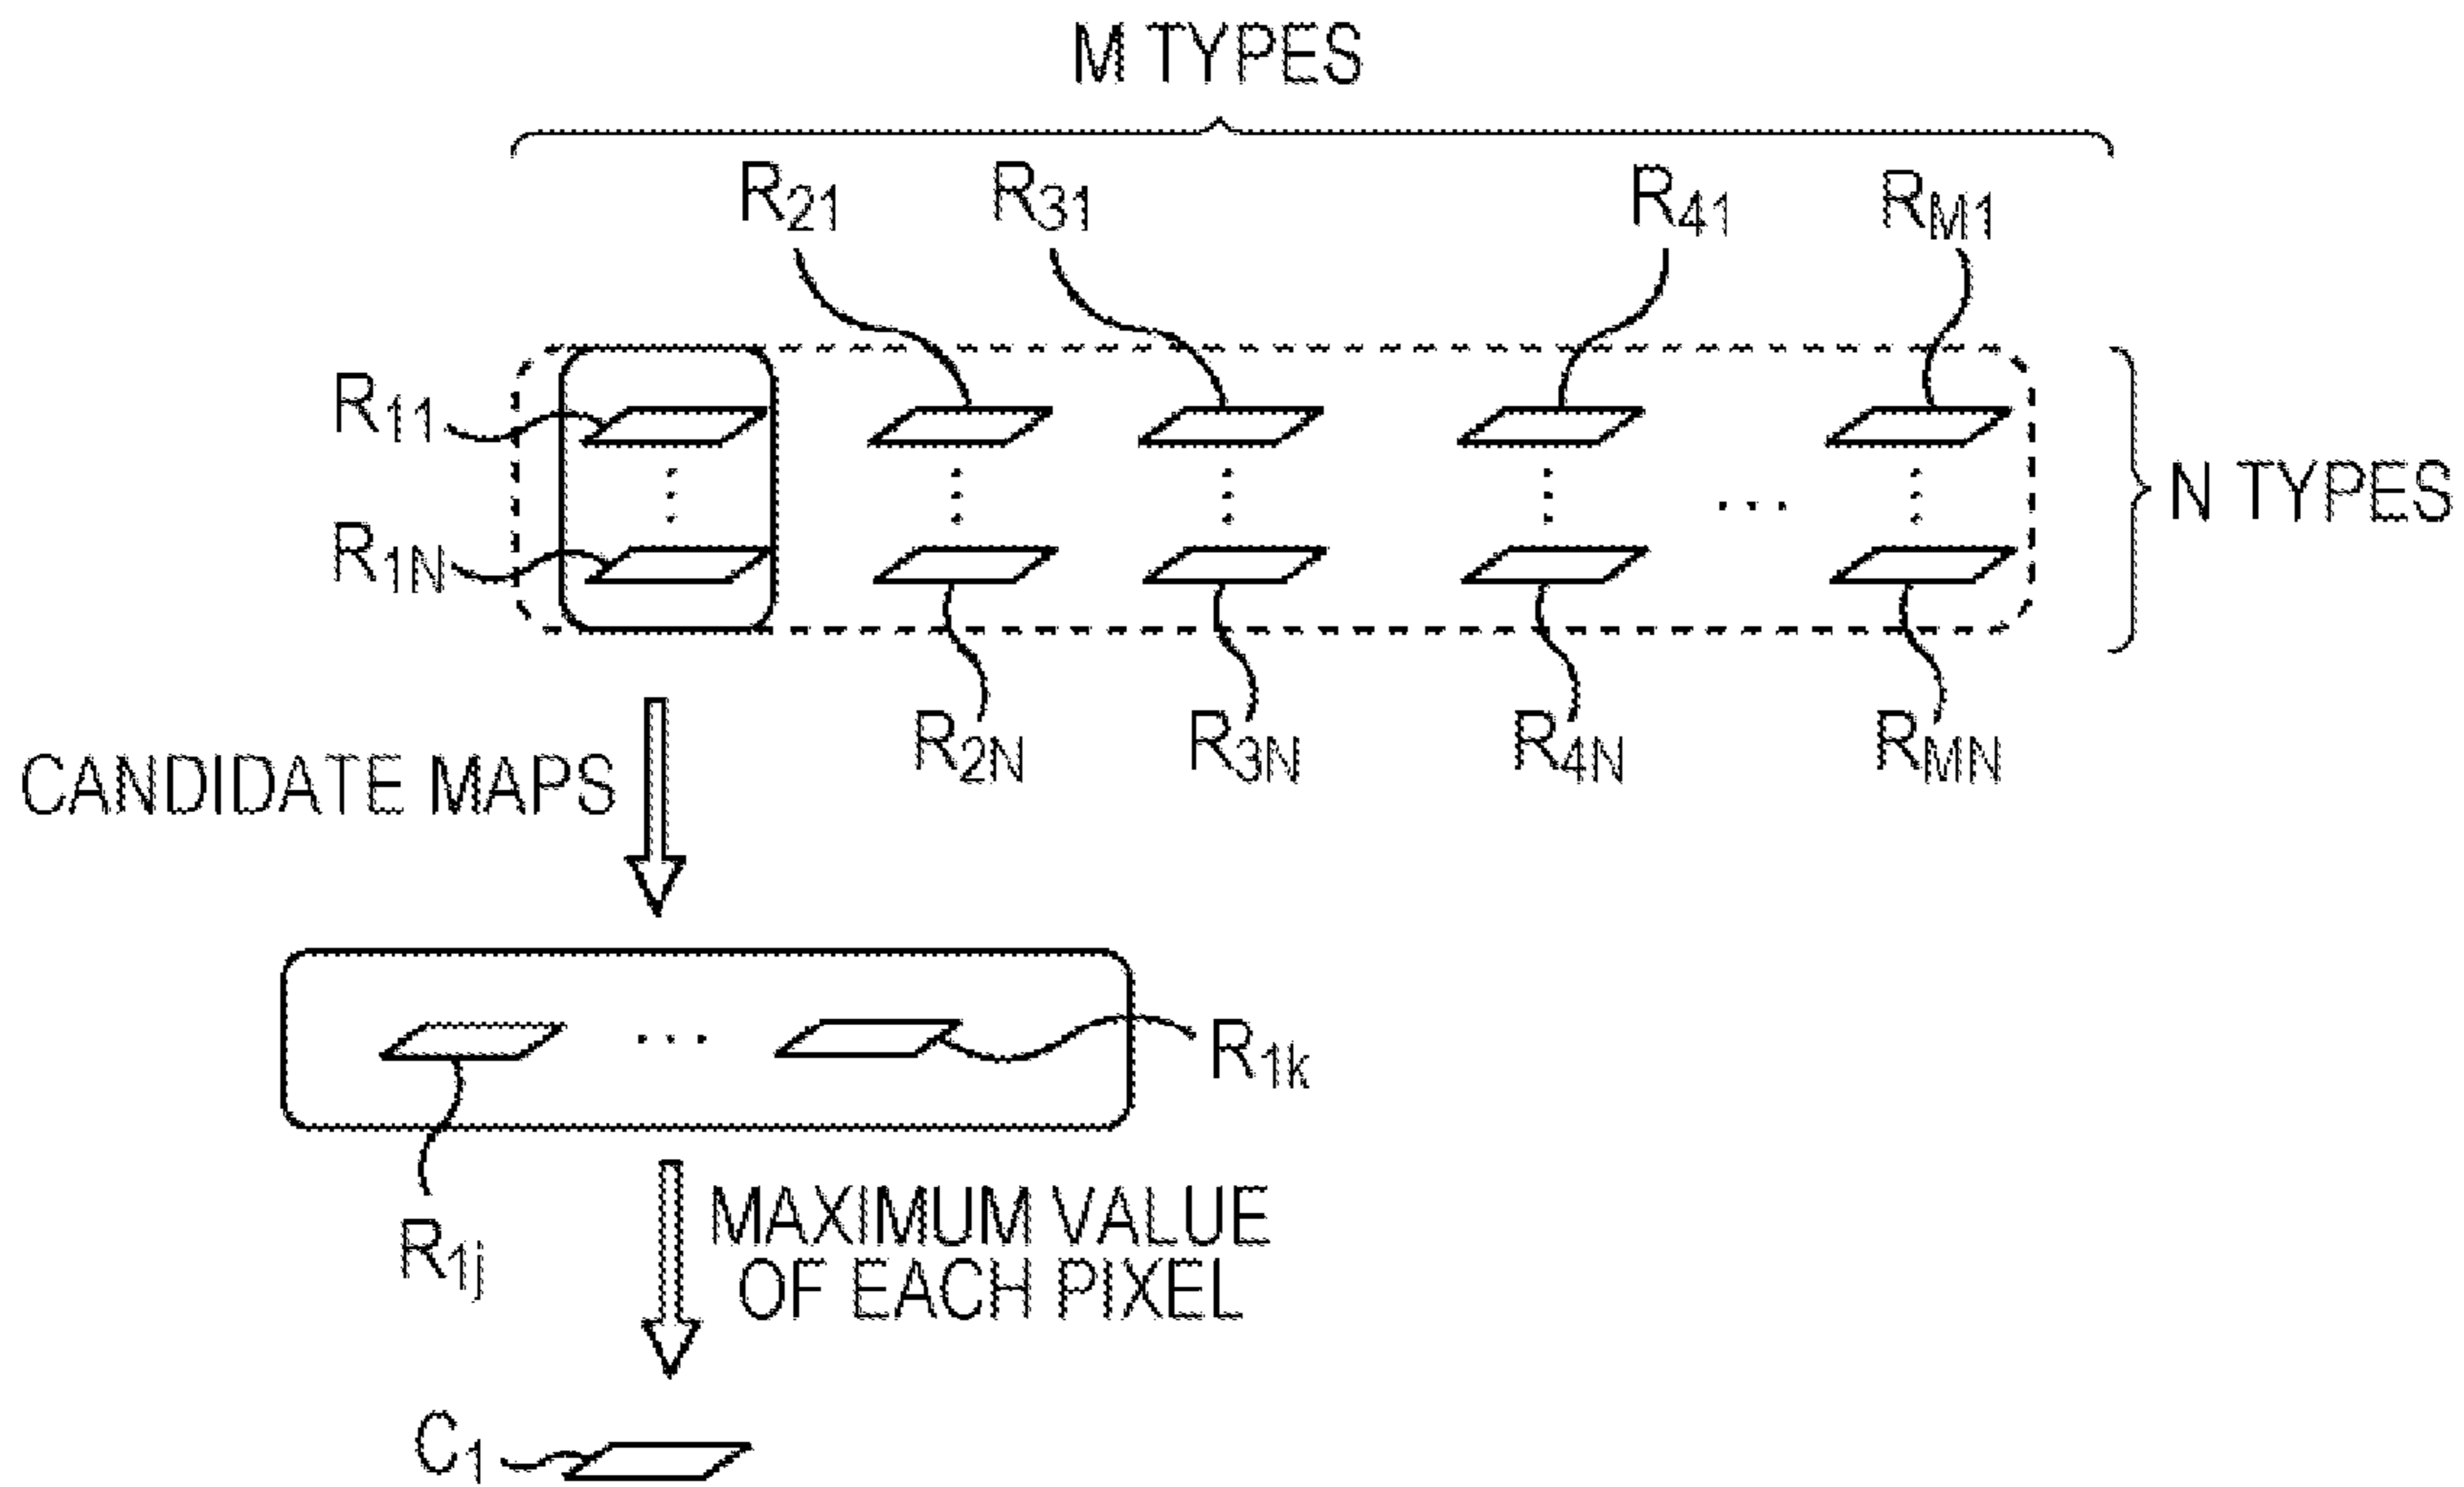 M TYPES
R21 R31 R41 RM1
R11
N TYPES
R1N
R2N R3N R4N RMN
CANDIDATE MAPS
R1k
R1j
MAXIMUM VALUE
OF EACH PIXEL
C1